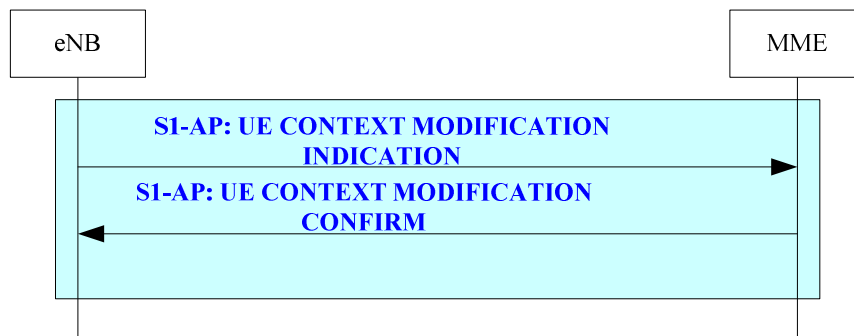 eNB
MME
S1-AP: UE CONTEXT MODIFICATION
INDICATION
S1-AP: UE CONTEXT MODIFICATION
CONFIRM